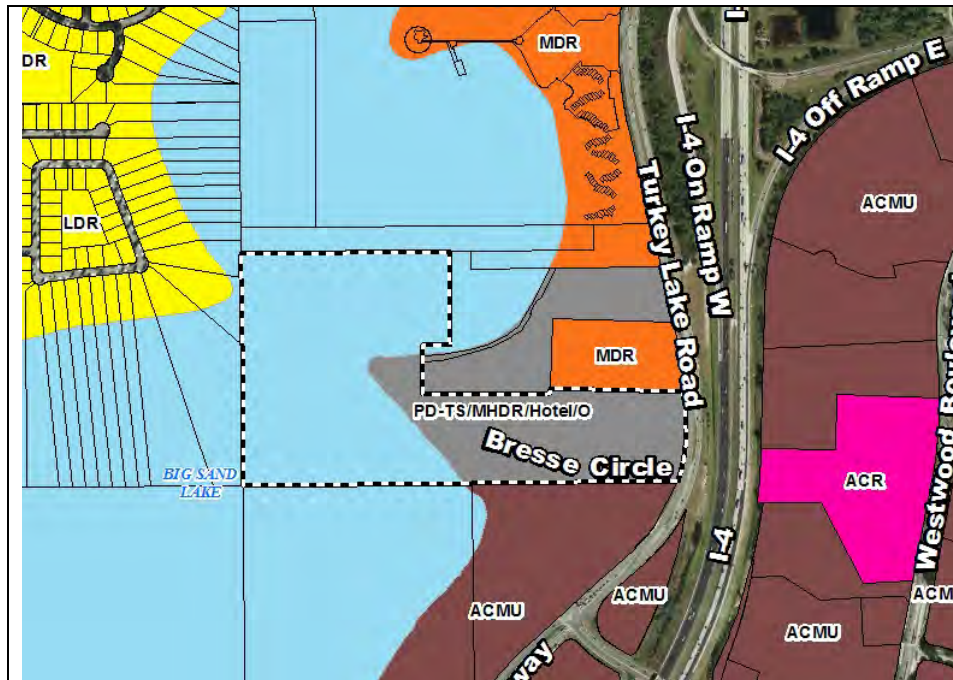 DR
MDR
I-4 On Ramp W
I-4 Off Ramp E
ACMU
LDR
Turkey Lake Road
MDR
PD-TS/MHDR/Hotel/O
Bresse Circle
BIG SAND
LAKE
ACR
Westwood Boulev
I-4
ACMU
ACMU
ACMU
ACM
way